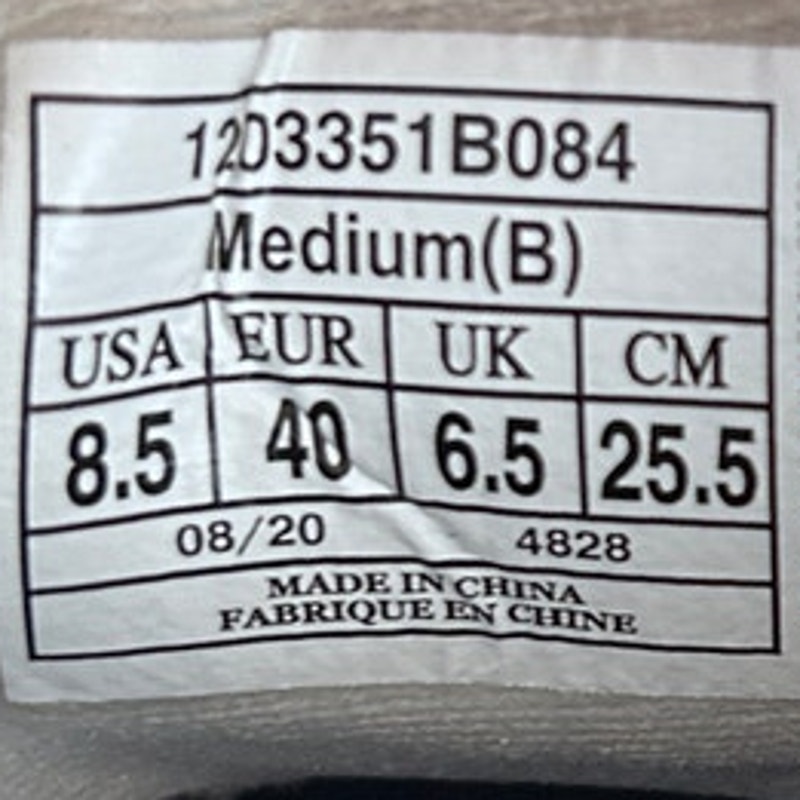 1203351B084
Medium(B)
USA EUR UK CM
8.5 40 6.5 25.5
08/20 4828
MADE IN CHINA
FABRIQUE EN CHINE